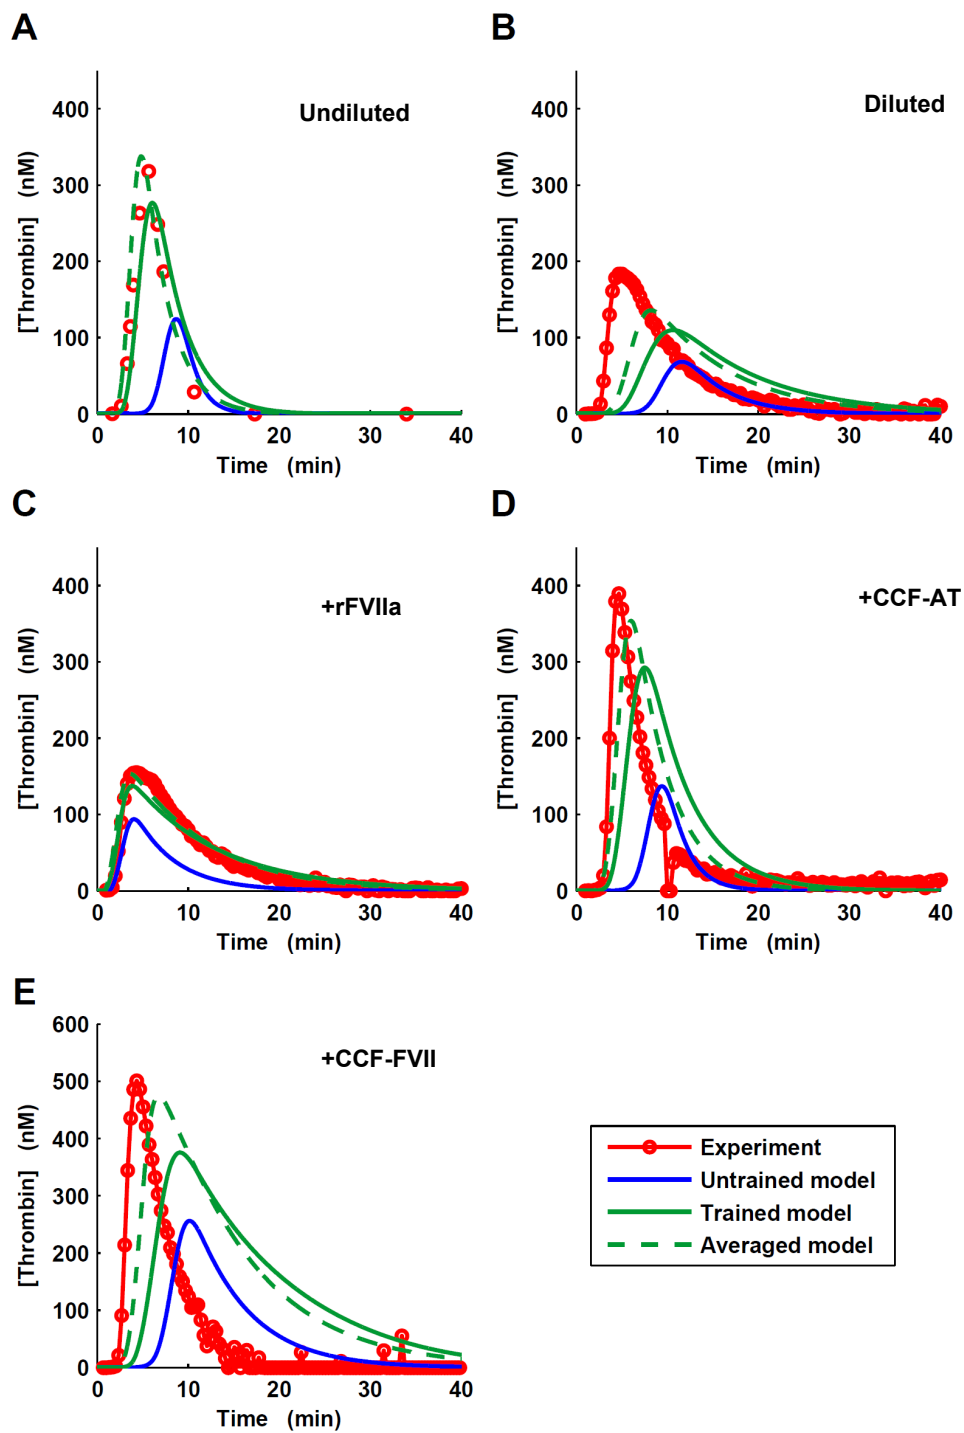 A
Undiluted
[Thrombin] (nM)
400
300
200
100
0
0 10 20 30 40
Time (min)
B
Diluted
[Thrombin] (nM)
400
300
200
100
0
0 10 20 30 40
Time (min)
C
+rFVIIa
[Thrombin] (nM)
400
300
200
100
0
0 10 20 30 40
Time (min)
D
+CCF-AT
[Thrombin] (nM)
400
300
200
100
0
0 10 20 30 40
Time (min)
E
+CCF-FVII
[Thrombin] (nM)
600
500
400
300
200
100
0
0 10 20 30 40
Time (min)
Experiment
Untrained model
Trained model
Averaged model